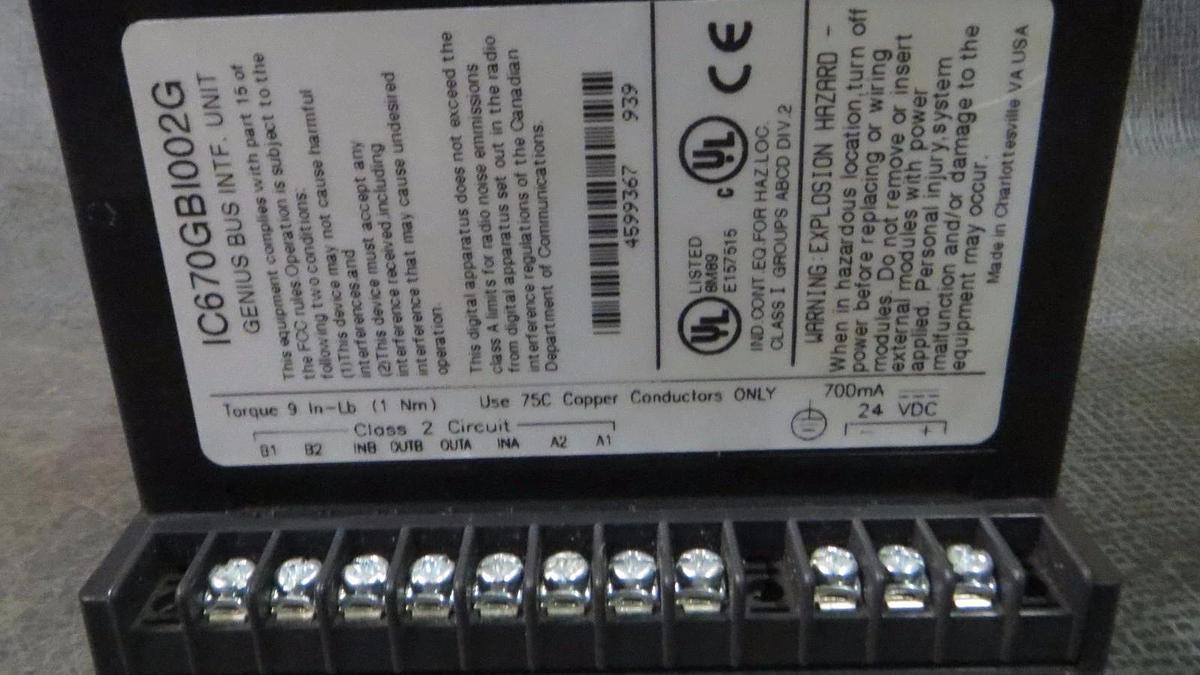 IC670GBI002G
GENIUS BUS INTF. UNIT
This equipment complies with part 15 of
the FCC rules.Operation is subject to the
following two conditions:
(1)This device may not cause harmful
interferences.and
(2)This device must accept any
interference received.including
interference that may cause undesired
operation.
This digital apparatus does not exceed the
class A limits for radio noise emmissions
from digital apparatus set out in the radio
interference regulations of the Canadian
Department of Communications.
4599367 939
UL LISTED
8M89
E157515
c UL
CE
IND.CONT.EQ.FOR HAZ.LOC.
CLASS I GROUPS ABCD DIV.2
WARNING:EXPLOSION HAZARD -
When in hazardous location,turn off
power before replacing or wiring
modules. Do not remove or insert
external modules with power
applied. Personal injury,system
malfunction and/or damage to the
equipment may occur.
Made in Charlottesville VA USA
Torque 9 In-Lb (1 Nm) Use 75C Copper Conductors ONLY
Class 2 Circuit
B1 B2 INB OUTB OUTA INA A2 A1
700mA
24 VDC
- +